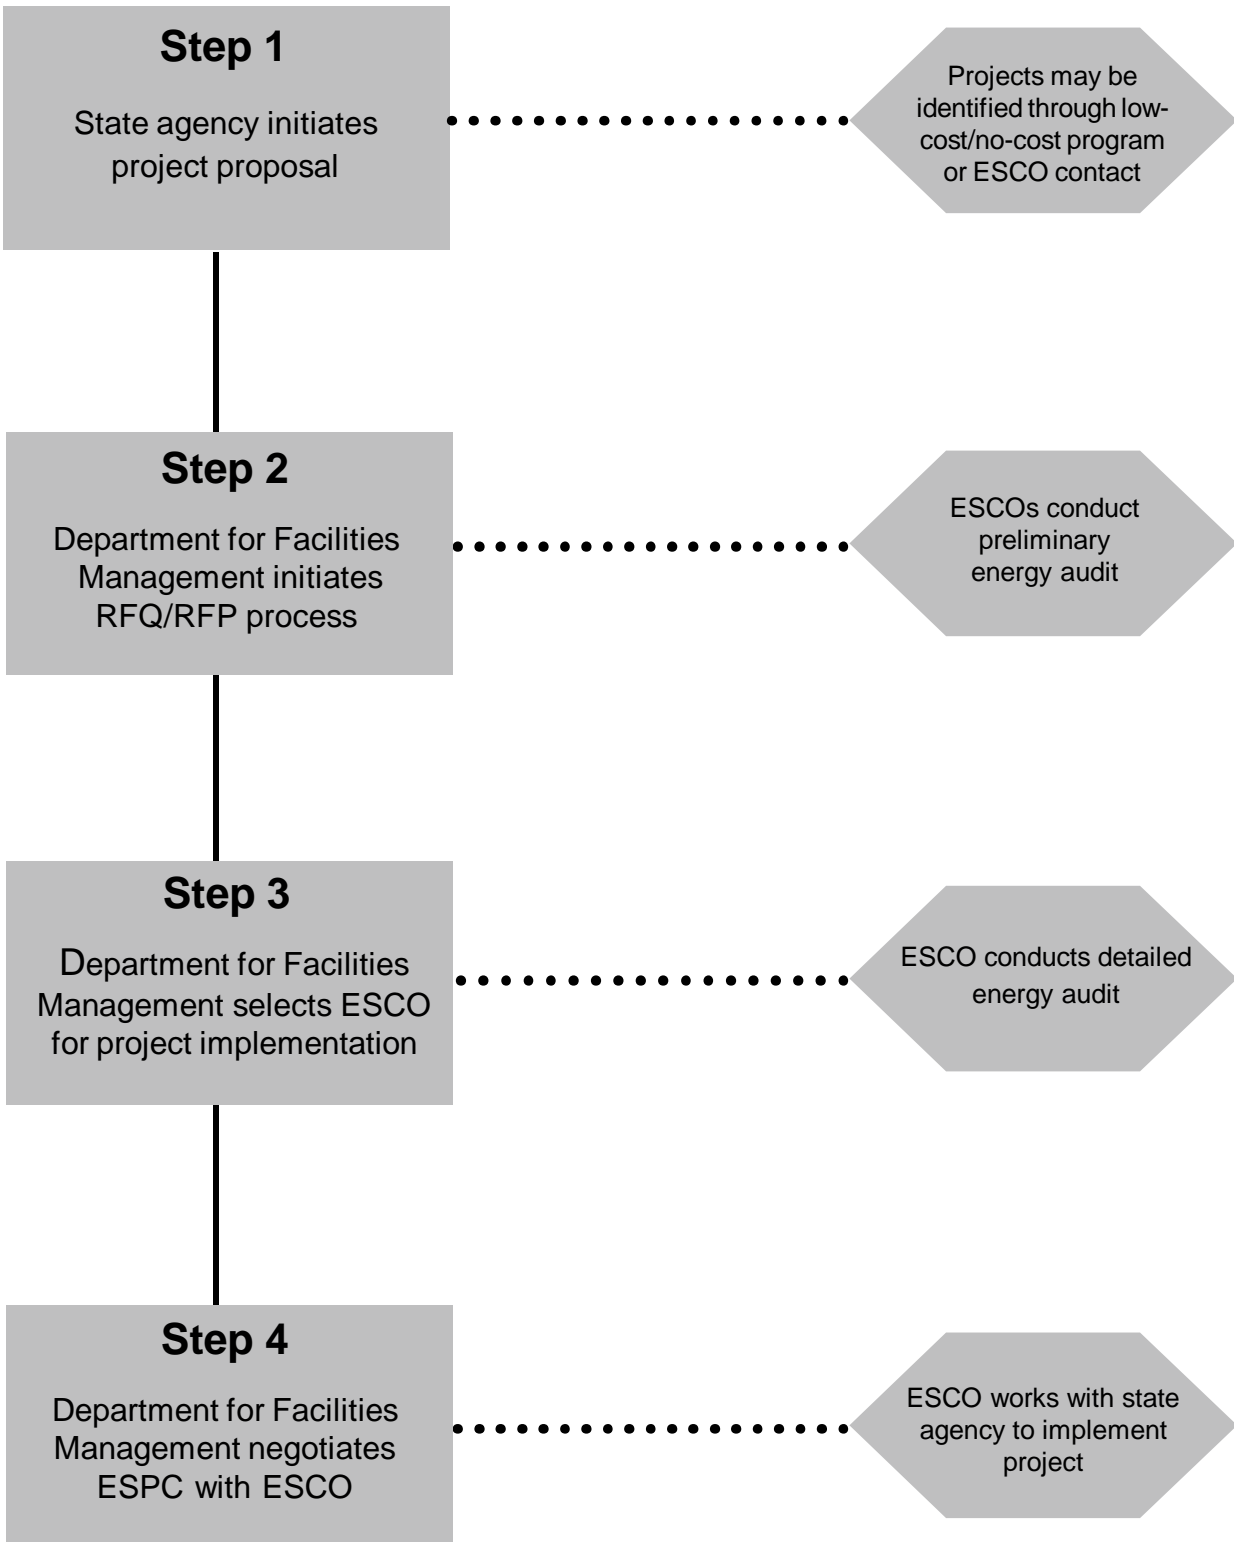 Step 1
State agency initiates
project proposal
Projects may be
identified through low-
cost/no-cost program
or ESCO contact
Step 2
Department for Facilities
Management initiates
RFQ/RFP process
ESCOs conduct
preliminary
energy audit
Step 3
Department for Facilities
Management selects ESCO
for project implementation
ESCO conducts detailed
energy audit
Step 4
Department for Facilities
Management negotiates
ESPC with ESCO
ESCO works with state
agency to implement
project